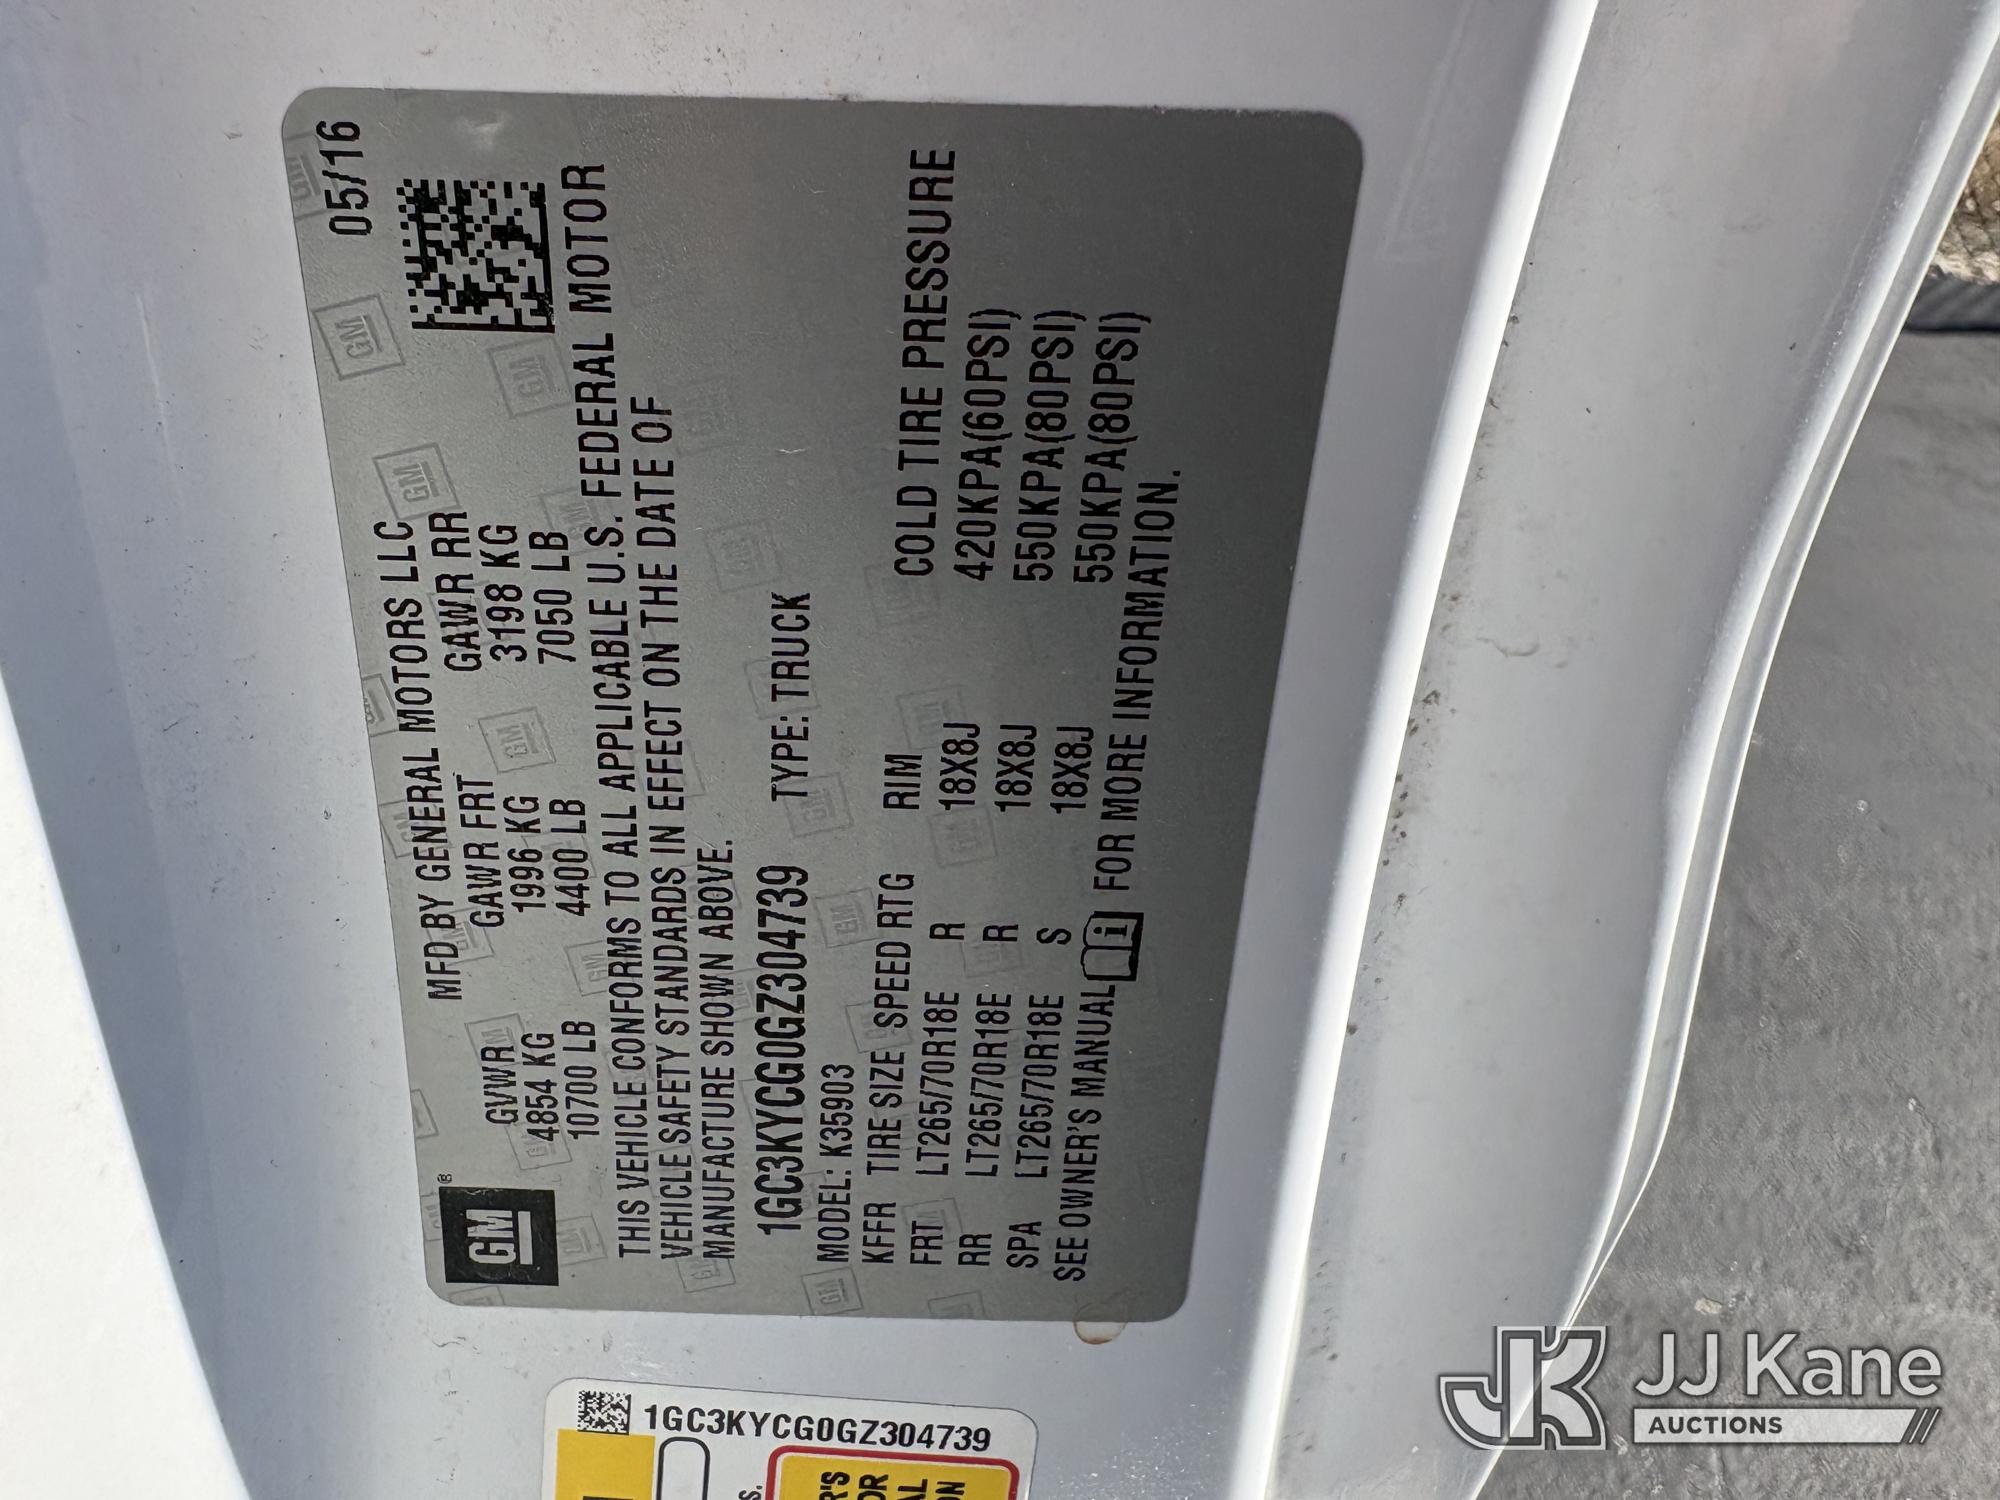 MFD BY GENERAL MOTORS LLC 05/16
GM
®
GVWR GAWR FRT GAWR RR
4854 KG 1996 KG 3198 KG
10700 LB 4400 LB 7050 LB
THIS VEHICLE CONFORMS TO ALL APPLICABLE U.S. FEDERAL MOTOR
VEHICLE SAFETY STANDARDS IN EFFECT ON THE DATE OF
MANUFACTURE SHOWN ABOVE.
1GC3KYCG0GZ304739 TYPE: TRUCK
MODEL: K35903
KFFR TIRE SIZE SPEED RTG RIM COLD TIRE PRESSURE
FRT LT265/70R18E R 18X8J 420KPA(60PSI)
RR LT265/70R18E R 18X8J 550KPA(80PSI)
SPA LT265/70R18E S 18X8J 550KPA(80PSI)
SEE OWNER'S MANUAL i FOR MORE INFORMATION.
1GC3KYCG0GZ304739
JK JJ Kane
AUCTIONS